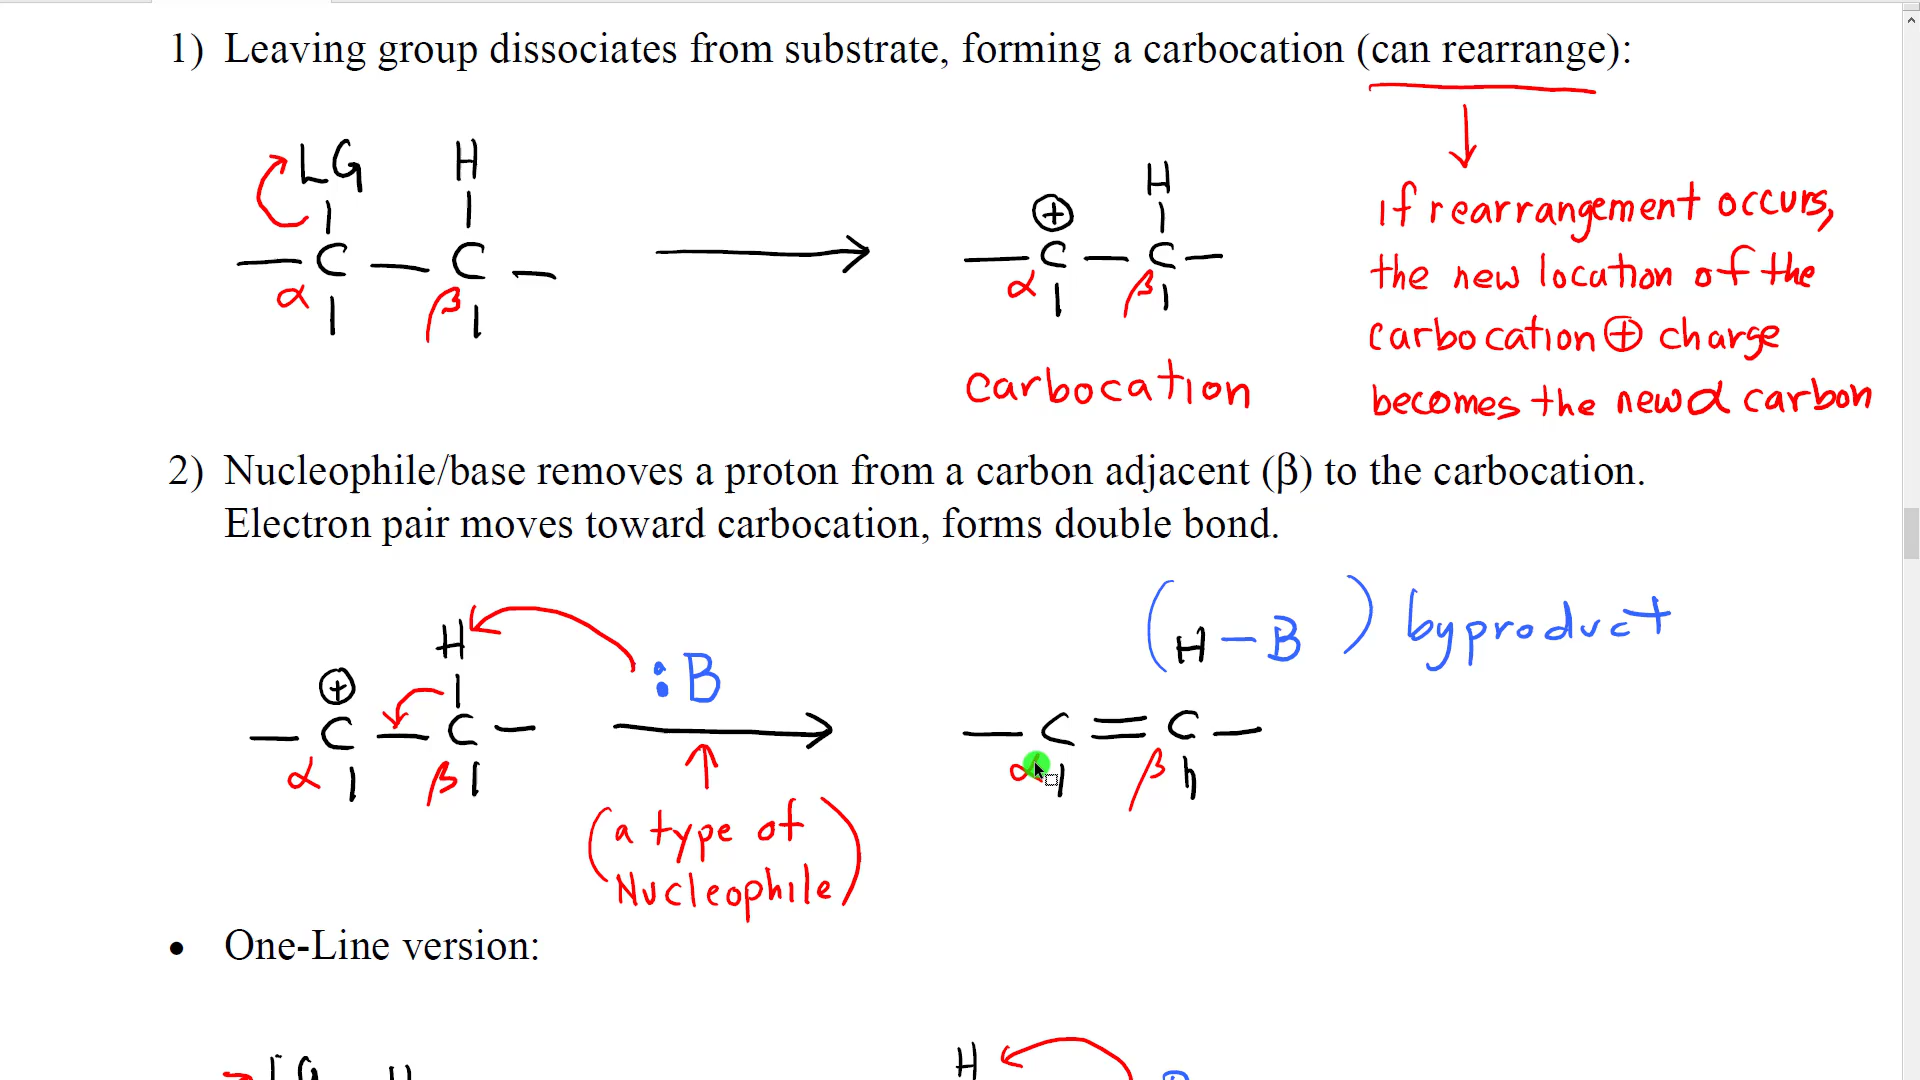 1) Leaving group dissociates from substrate, forming a carbocation (can rearrange):
LG H
C C
α β
⊕ H
C C
α β
carbocation
If rearrangement occurs,
the new location of the
carbocation ⊕ charge
becomes the new α carbon
2) Nucleophile/base removes a proton from a carbon adjacent (β) to the carbocation.
Electron pair moves toward carbocation, forms double bond.
H
⊕
C C
α β
:B
(a type of
Nucleophile)
(H–B) byproduct
C=C
α β
• One-Line version:
LG H
H